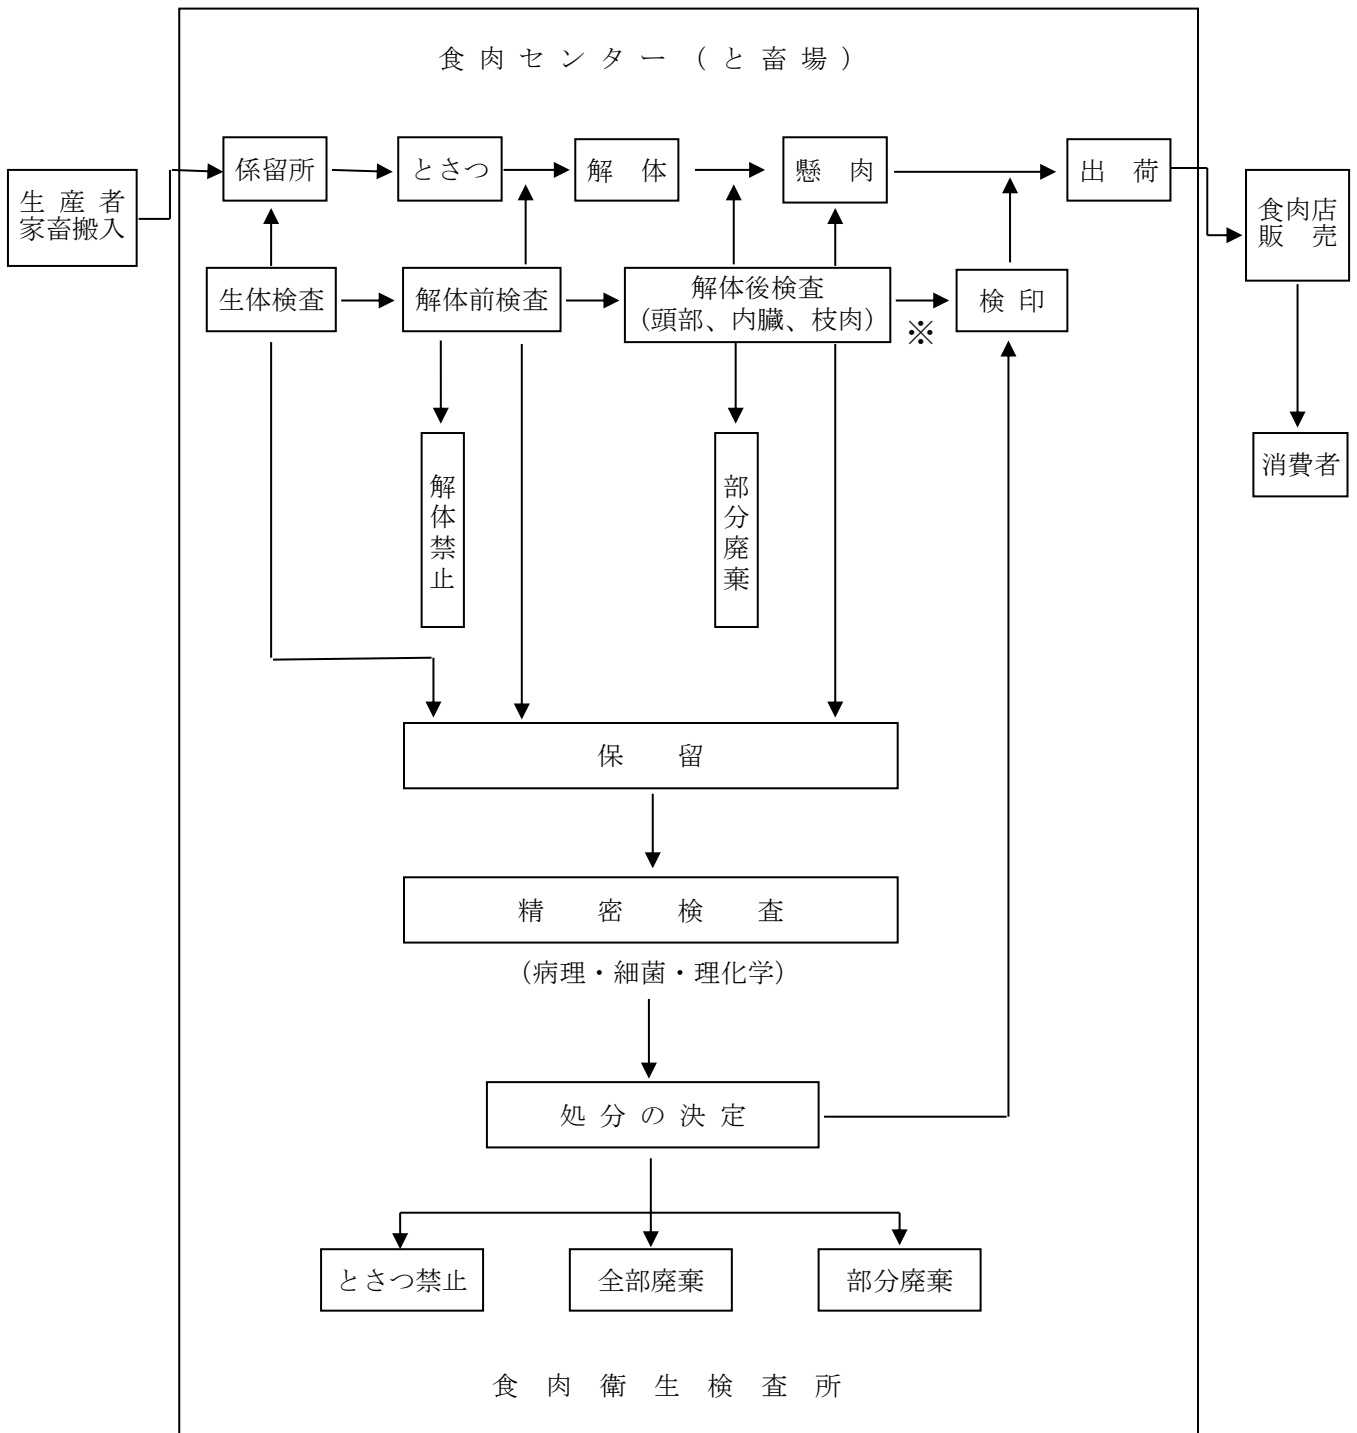 食肉センター（と畜場）
係留所
とさつ
解体
懸肉
出荷
生産者
家畜搬入
食肉店
販売
生体検査
解体前検査
解体後検査
（頭部、内臓、枝肉）
※
検印
解体禁止
部分廃棄
消費者
保留
精密検査
（病理・細菌・理化学）
処分の決定
とさつ禁止
全部廃棄
部分廃棄
食肉衛生検査所